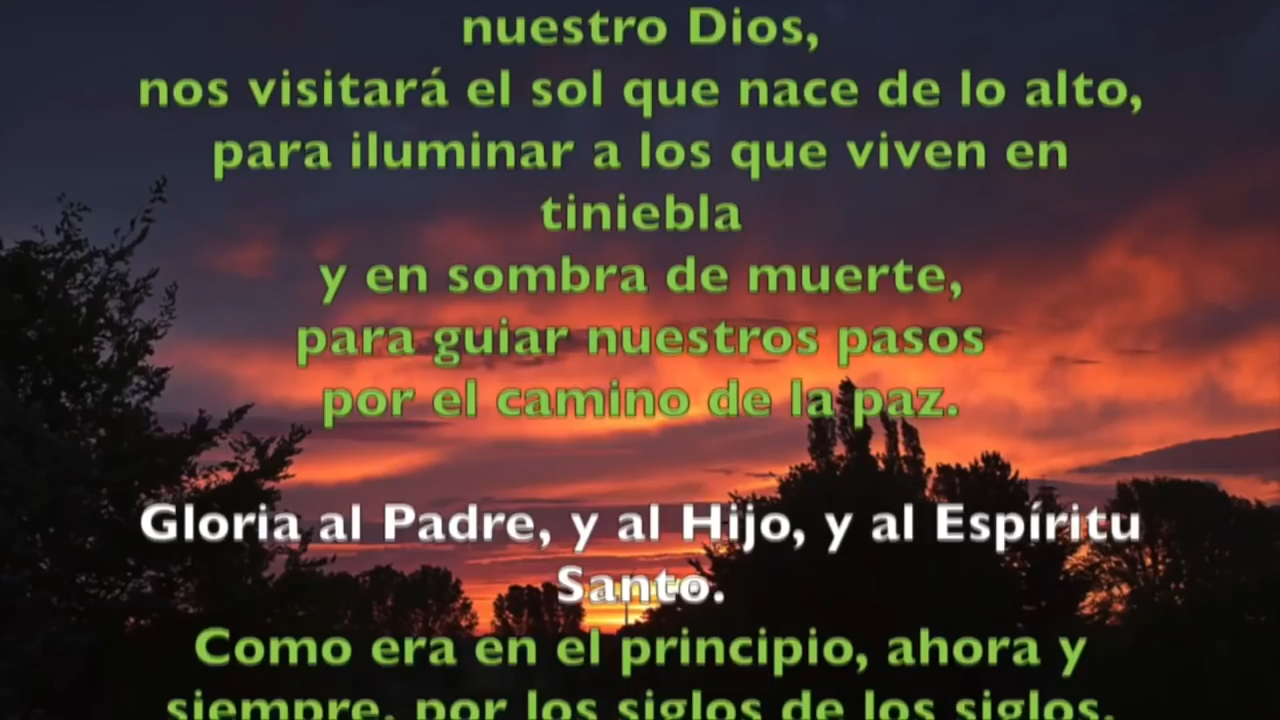 nuestro Dios,
nos visitará el sol que nace de lo alto,
para iluminar a los que viven en
tiniebla
y en sombra de muerte,
para guiar nuestros pasos
por el camino de la paz.
Gloria al Padre, y al Hijo, y al Espíritu
Santo.
Como era en el principio, ahora y
siempre, por los siglos de los siglos.